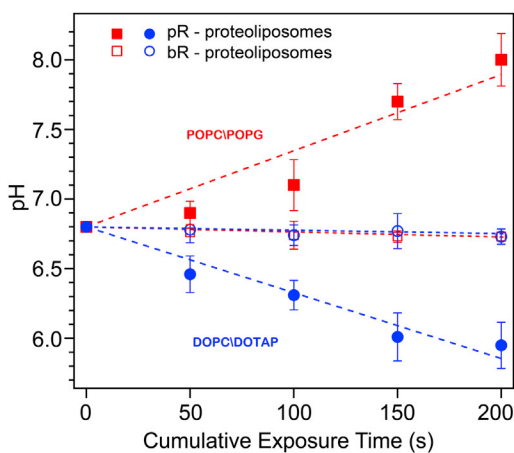 pR - proteoliposomes
bR - proteoliposomes
8.0
POPC\POPG
7.5
pH
7.0
6.5
DOPC\DOTAP
6.0
0 50 100 150 200
Cumulative Exposure Time (s)